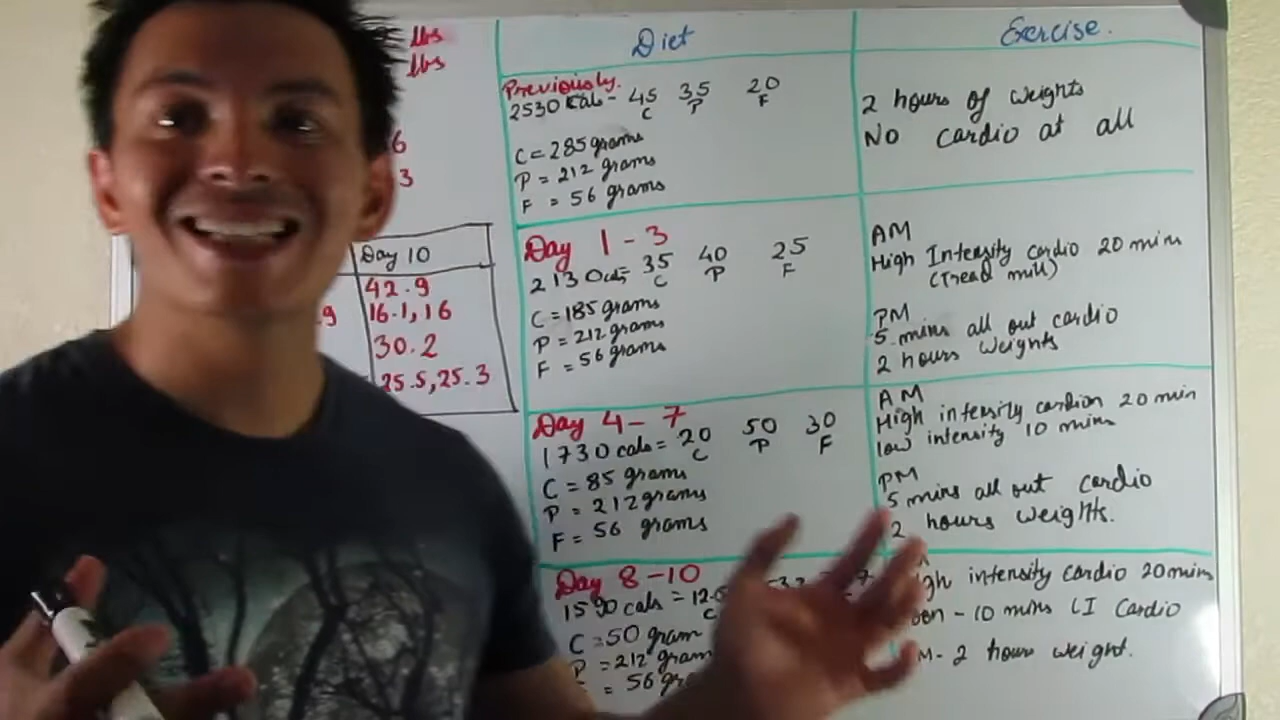 lbs
lbs
6
3
Day 10
42.9
.9 16.1, 16
30.2
25.5, 25.3
Diet
Exercise.
Previously.
2530 cals - 45 35 20
C P F
C = 285 grams
P = 212 grams
F = 56 grams
2 hours of weights
No cardio at all
Day 1 - 3
2130 cals = 35 40 25
C P F
C = 185 grams
P = 212 grams
F = 56 grams
AM
High Intensity cardio 20 mins
(Tread mill)
PM
5 mins all out cardio
2 hours weights
Day 4 - 7
1730 cals = 20 50 30
C P F
C = 85 grams
P = 212 grams
F = 56 grams
AM
High intensity cardion 20 min
low intensity 10 mins
PM
5 mins all out cardio
2 hours weights.
Day 8 - 10
1590 cals = 12.
C
C = 50 gram
P = 212 gram
= 56 gra
gh intensity cardio 20 mins
oon - 10 mins LI Cardio
M - 2 hour weight.